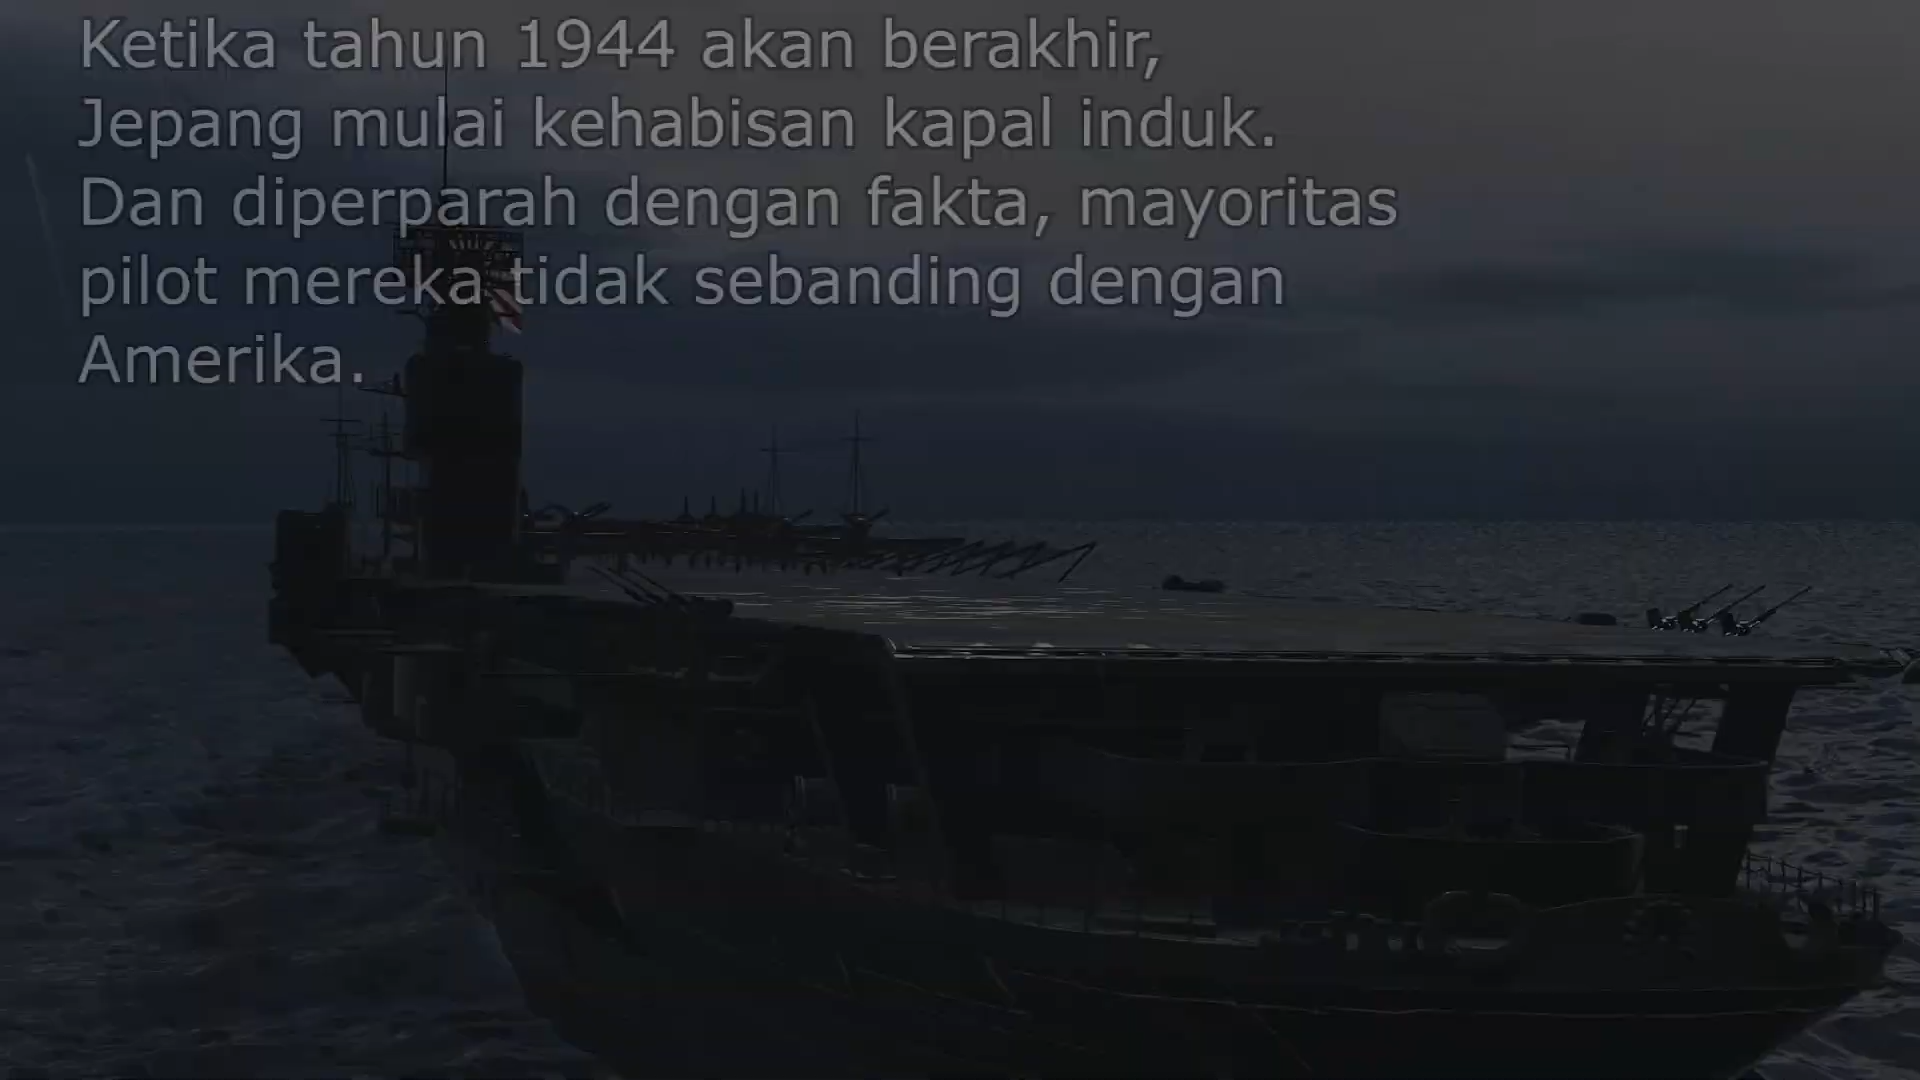 Ketika tahun 1944 akan berakhir,
Jepang mulai kehabisan kapal induk.
Dan diperparah dengan fakta, mayoritas
pilot mereka tidak sebanding dengan
Amerika.